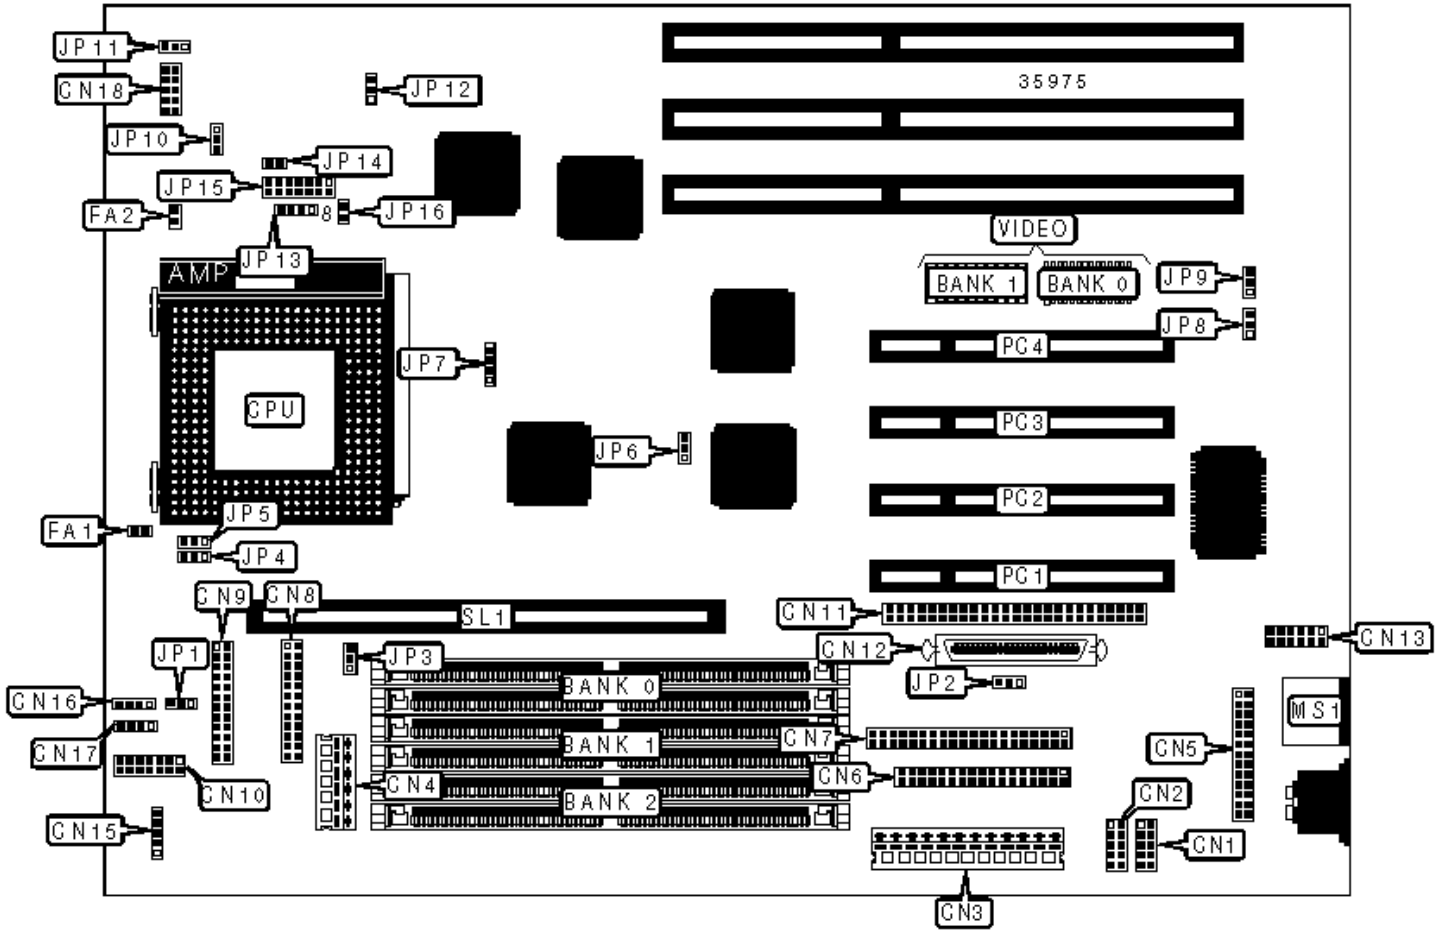 JP11
CN18
JP12
35975
JP10
JP14
JP15
FA2
8
JP16
VIDEO
JP13
AMP
BANK 1
BANK 0
JP9
JP8
PC4
JP7
CPU
PC3
JP6
PC2
JP5
FA1
JP4
PC1
CN9
CN8
SL1
CN11
CN13
CN12
JP1
JP3
JP2
BANK 0
CN16
MS1
CN17
BANK 1
CN7
CN5
CN6
CN4
CN10
BANK 2
CN2
CN15
CN1
CN3